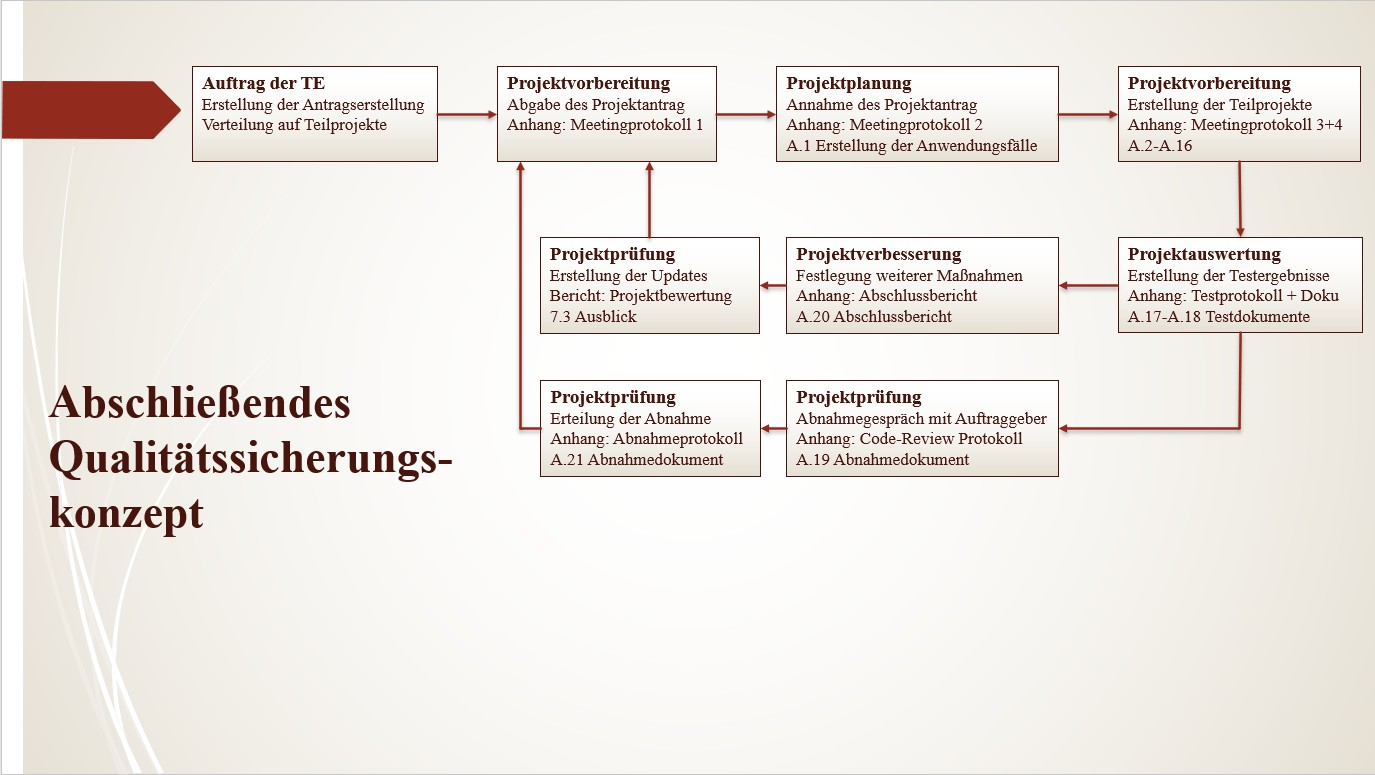 Auftrag der TE
Erstellung der Antragserstellung
Verteilung auf Teilprojekte
Projektvorbereitung
Abgabe des Projektantrag
Anhang: Meetingprotokoll 1
Projektplanung
Annahme des Projektantrag
Anhang: Meetingprotokoll 2
A.1 Erstellung der Anwendungsfälle
Projektvorbereitung
Erstellung der Teilprojekte
Anhang: Meetingprotokoll 3+4
A.2-A.16
Projektprüfung
Erstellung der Updates
Bericht: Projektbewertung
7.3 Ausblick
Projektverbesserung
Festlegung weiterer Maßnahmen
Anhang: Abschlussbericht
A.20 Abschlussbericht
Projektauswertung
Erstellung der Testergebnisse
Anhang: Testprotokoll + Doku
A.17-A.18 Testdokumente
Projektprüfung
Erteilung der Abnahme
Anhang: Abnahmeprotokoll
A.21 Abnahmedokument
Projektprüfung
Abnahmegespräch mit Auftraggeber
Anhang: Code-Review Protokoll
A.19 Abnahmedokument
Abschließendes
Qualitätssicherungs-
konzept